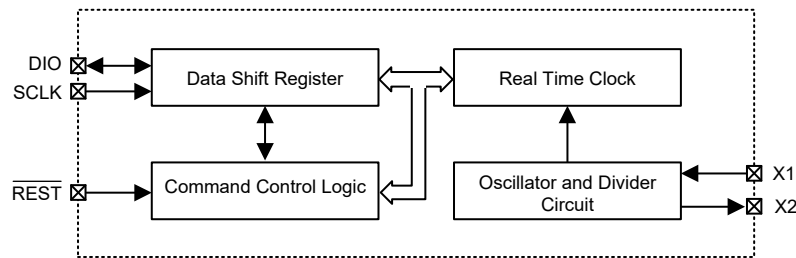 DIO
SCLK
Data Shift Register
Real Time Clock
REST
Command Control Logic
Oscillator and Divider
Circuit
X1
X2